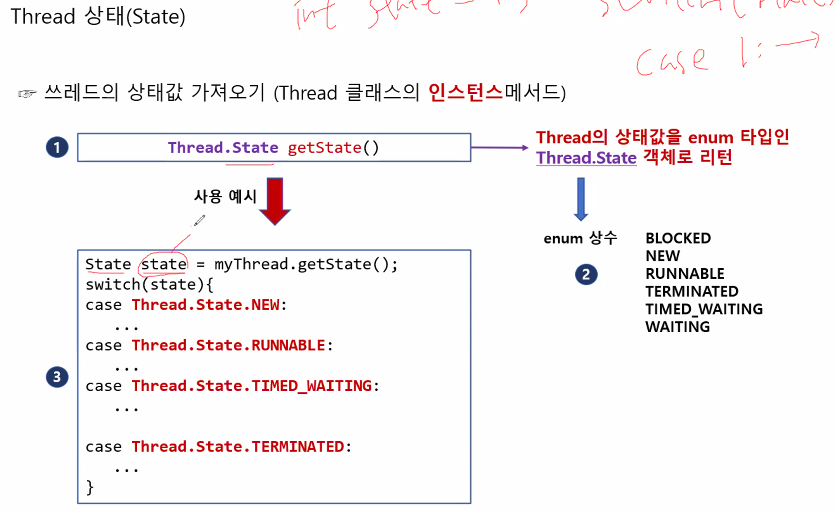 Thread 상태(State)
int state
case 1: →
☞ 쓰레드의 상태값 가져오기 (Thread 클래스의 인스턴스메서드)
1
Thread.State getState()
Thread의 상태값을 enum 타입인
Thread.State 객체로 리턴
사용 예시
enum 상수
2
BLOCKED
NEW
RUNNABLE
TERMINATED
TIMED_WAITING
WAITING
3
State state = myThread.getState();
switch(state){
case Thread.State.NEW:
...
case Thread.State.RUNNABLE:
...
case Thread.State.TIMED_WAITING:
...
case Thread.State.TERMINATED:
...
}